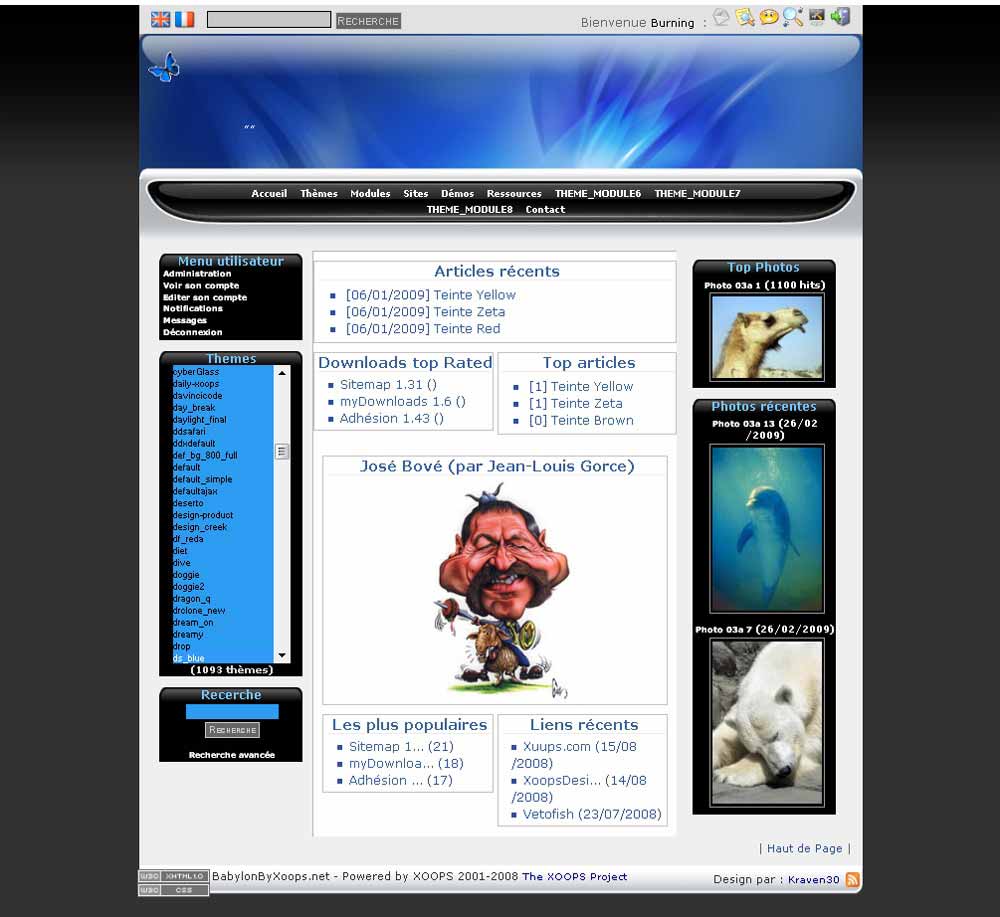 RECHERCHE
Bienvenue Burning :
““
Accueil Thèmes Modules Sites Démos Ressources THEME_MODULE6 THEME_MODULE7
THEME_MODULE8 Contact
Menu utilisateur
Administration
Voir son compte
Editer son compte
Notifications
Messages
Déconnexion
Themes
cyberGlass
daily-xoops
davincicode
day_break
daylight_final
ddsafari
ddxdefault
def_bg_800_full
default
default_simple
defaultajax
deserto
design-product
design_creek
df_reda
diet
dive
doggie
doggie2
dragon_q
drclone_new
dream_on
dreamy
drop
ds_blue
(1093 thèmes)
Recerche
RECHERCHE
Recherche avancée
Articles récents
[06/01/2009] Teinte Yellow
[06/01/2009] Teinte Zeta
[06/01/2009] Teinte Red
Downloads top Rated
Sitemap 1.31 ()
myDownloads 1.6 ()
Adhésion 1.43 ()
Top articles
[1] Teinte Yellow
[1] Teinte Zeta
[0] Teinte Brown
José Bové (par Jean-Louis Gorce)
Les plus populaires
Sitemap 1... (21)
myDownloa... (18)
Adhésion ... (17)
Liens récents
Xuups.com (15/08
/2008)
XoopsDesi... (14/08
/2008)
Vetofish (23/07/2008)
Top Photos
Photo 03a 1 (1100 hits)
Photos récentes
Photo 03a 13 (26/02
/2009)
Photo 03a 7 (26/02/2009)
| Haut de Page |
W3C XHTML 1.0
W3C CSS
BabylonByXoops.net - Powered by XOOPS 2001-2008 The XOOPS Project
Design par : Kraven30